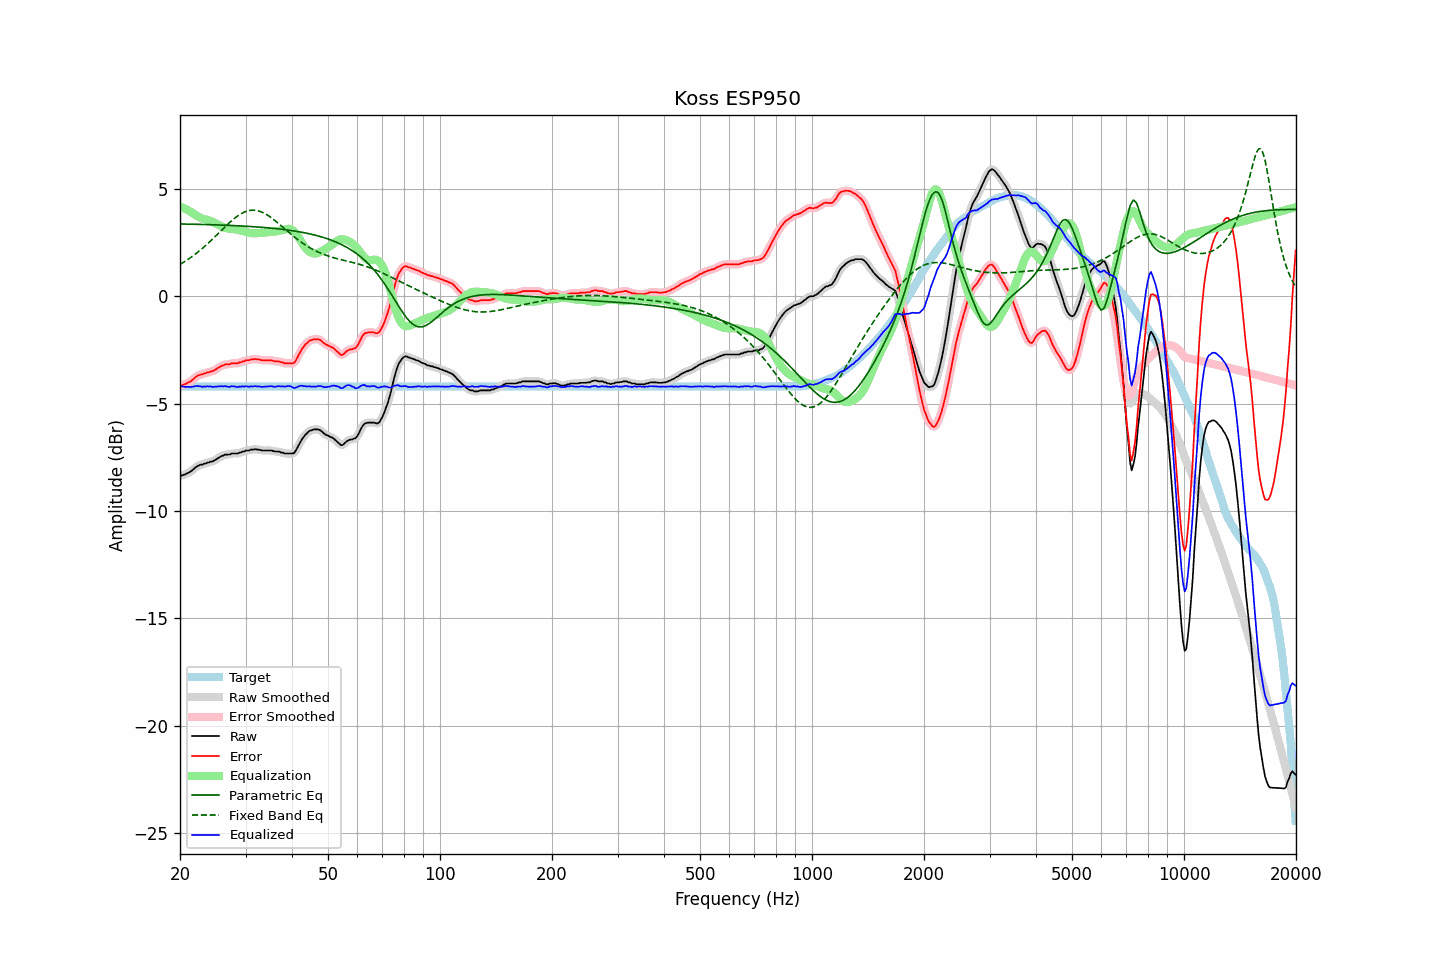 Koss ESP950
Amplitude (dBr)
5
0
−5
−10
−15
−20
−25
Target
Raw Smoothed
Error Smoothed
Raw
Error
Equalization
Parametric Eq
Fixed Band Eq
Equalized
20 50 100 200 500 1000 2000 5000 10000 20000
Frequency (Hz)